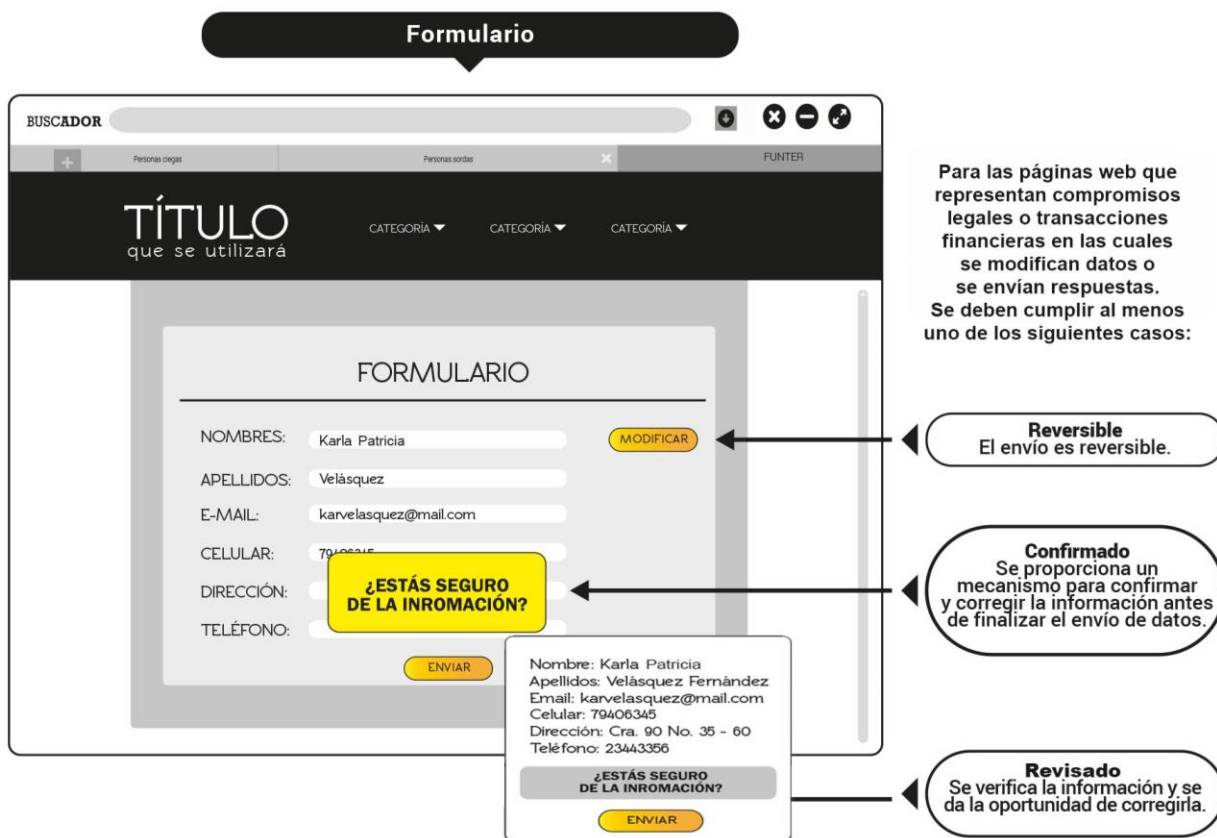 Formulario
BUSCADOR
Personas ciegas
Personas sordas
FUNTER
TÍTULO
que se utilizará
CATEGORÍA
CATEGORÍA
CATEGORÍA
Para las páginas web que
representan compromisos
legales o transacciones
financieras en las cuales
se modifican datos o
se envían respuestas.
Se deben cumplir al menos
uno de los siguientes casos:
FORMULARIO
NOMBRES: Karla Patricia
MODIFICAR
Reversible
El envío es reversible.
APELLIDOS: Velásquez
E-MAIL: karvelasquez@mail.com
CELULAR: 79406345
DIRECCIÓN:
TELÉFONO:
¿ESTÁS SEGURO
DE LA INROMACIÓN?
Confirmado
Se proporciona un
mecanismo para confirmar
y corregir la información antes
de finalizar el envío de datos.
ENVIAR
Nombre: Karla Patricia
Apellidos: Velásquez Fernández
Email: karvelasquez@mail.com
Celular: 79406345
Dirección: Cra. 90 No. 35 - 60
Teléfono: 23443356
¿ESTÁS SEGURO
DE LA INROMACIÓN?
ENVIAR
Revisado
Se verifica la información y se
da la oportunidad de corregirla.